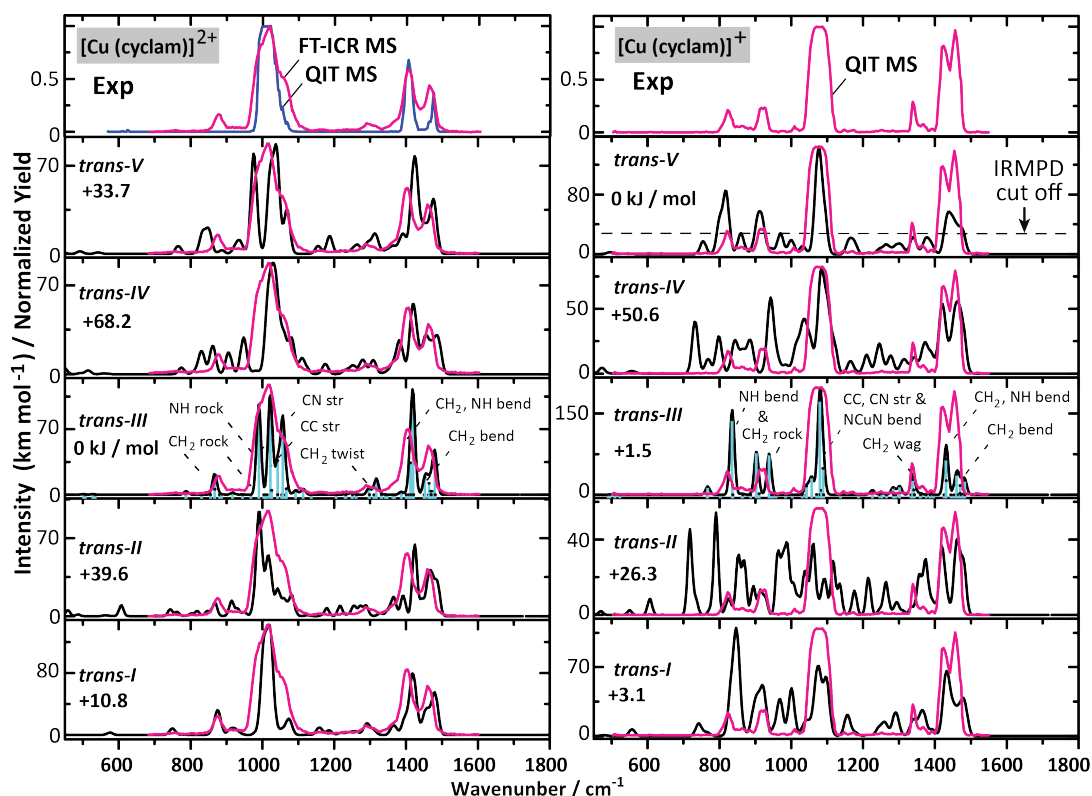 [Cu (cyclam)]2+
Exp
FT-ICR MS
QIT MS
0.5
0
trans-V
+33.7
70
0
trans-IV
+68.2
70
0
trans-III
0 kJ / mol
70
0
NH rock
CH2 rock
CN str
CC str
CH2 twist
CH2, NH bend
CH2 bend
trans-II
+39.6
70
0
trans-I
+10.8
80
0
600 800 1000 1200 1400 1600
[Cu (cyclam)]+
Exp
QIT MS
0.5
0
trans-V
0 kJ / mol
80
0
IRMPD
cut off
trans-IV
+50.6
50
0
trans-III
+1.5
150
0
NH bend
&
CH2 rock
CC, CN str &
NCuN bend
CH2 wag
CH2, NH bend
CH2 bend
trans-II
+26.3
40
0
trans-I
+3.1
70
0
600 800 1000 1200 1400 1600 1800
Intensity (km mol-1) / Normalized Yield
Wavenunber / cm-1